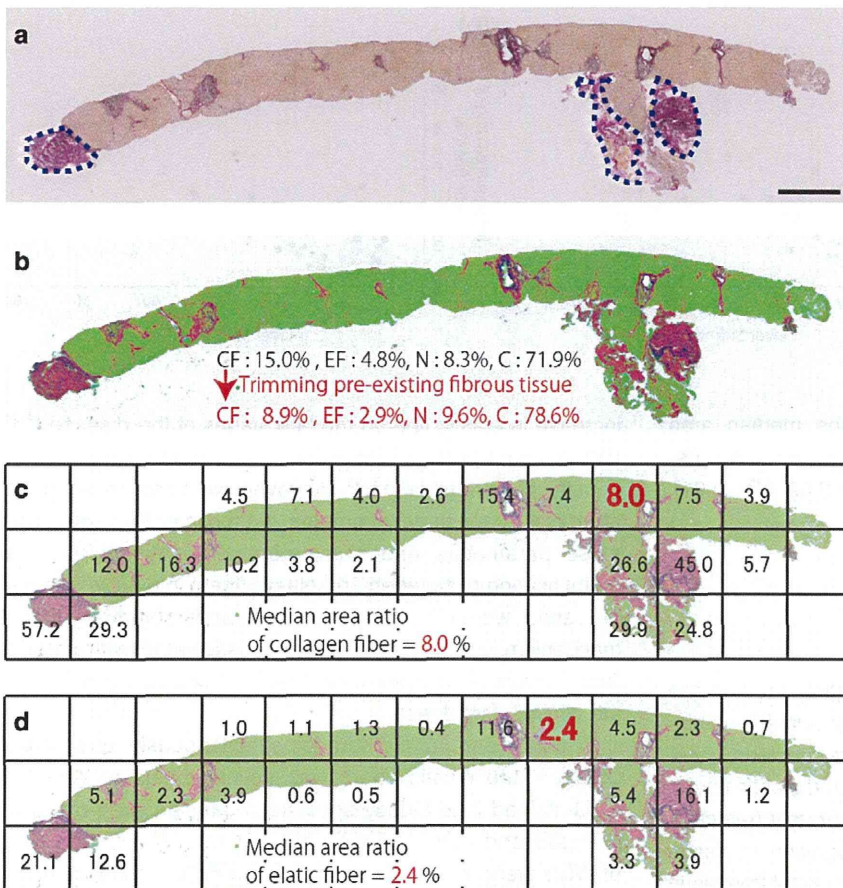 a
b
CF : 15.0% , EF : 4.8%, N : 8.3%, C : 71.9%
Trimming pre-existing fibrous tissue
CF : 8.9% , EF : 2.9%, N : 9.6%, C : 78.6%
c
4.5 7.1 4.0 2.6 15.4 7.4 8.0 7.5 3.9
12.0 16.3 10.2 3.8 2.1 26.6 45.0 5.7
57.2 29.3 29.9 24.8
Median area ratio
of collagen fiber = 8.0 %
d
1.0 1.1 1.3 0.4 11.6 2.4 4.5 2.3 0.7
5.1 2.3 3.9 0.6 0.5 5.4 16.1 1.2
21.1 12.6 3.3 3.9
Median area ratio
of elatic fiber = 2.4 %